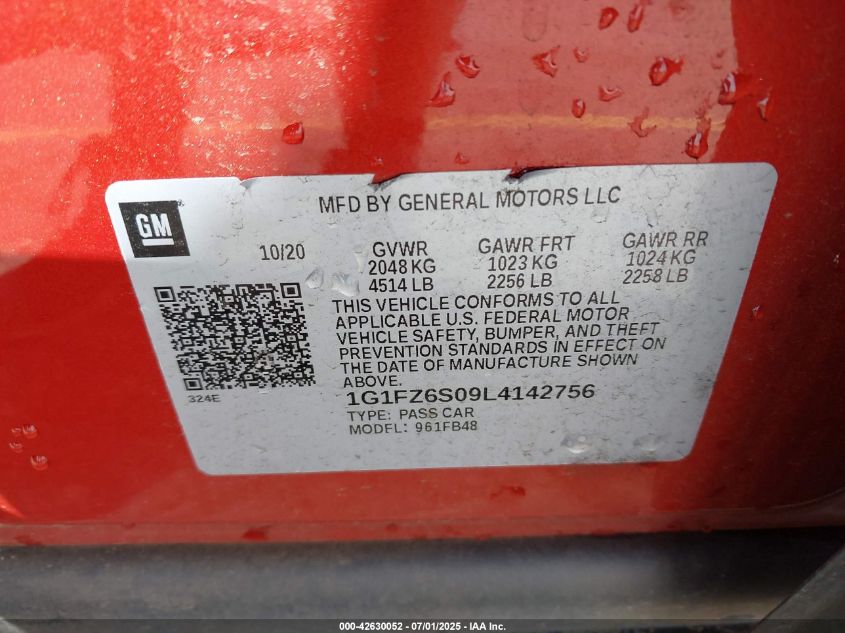 MFD BY GENERAL MOTORS LLC
GM
10/20 GVWR GAWR FRT GAWR RR
2048 KG 1023 KG 1024 KG
4514 LB 2256 LB 2258 LB
THIS VEHICLE CONFORMS TO ALL
APPLICABLE U.S. FEDERAL MOTOR
VEHICLE SAFETY, BUMPER, AND THEFT
PREVENTION STANDARDS IN EFFECT ON
THE DATE OF MANUFACTURE SHOWN
ABOVE.
324E
1G1FZ6S09L4142756
TYPE: PASS CAR
MODEL: 961FB48
000-42630052 - 07/01/2025 - IAA Inc.